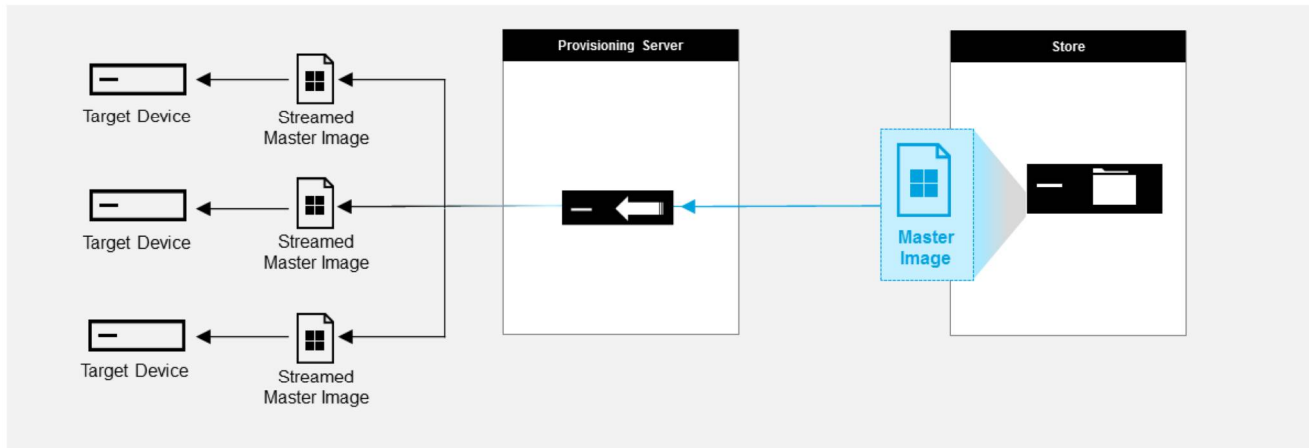 Provisioning Server
Store
Target Device
Streamed
Master Image
Target Device
Streamed
Master Image
Master
Image
Target Device
Streamed
Master Image